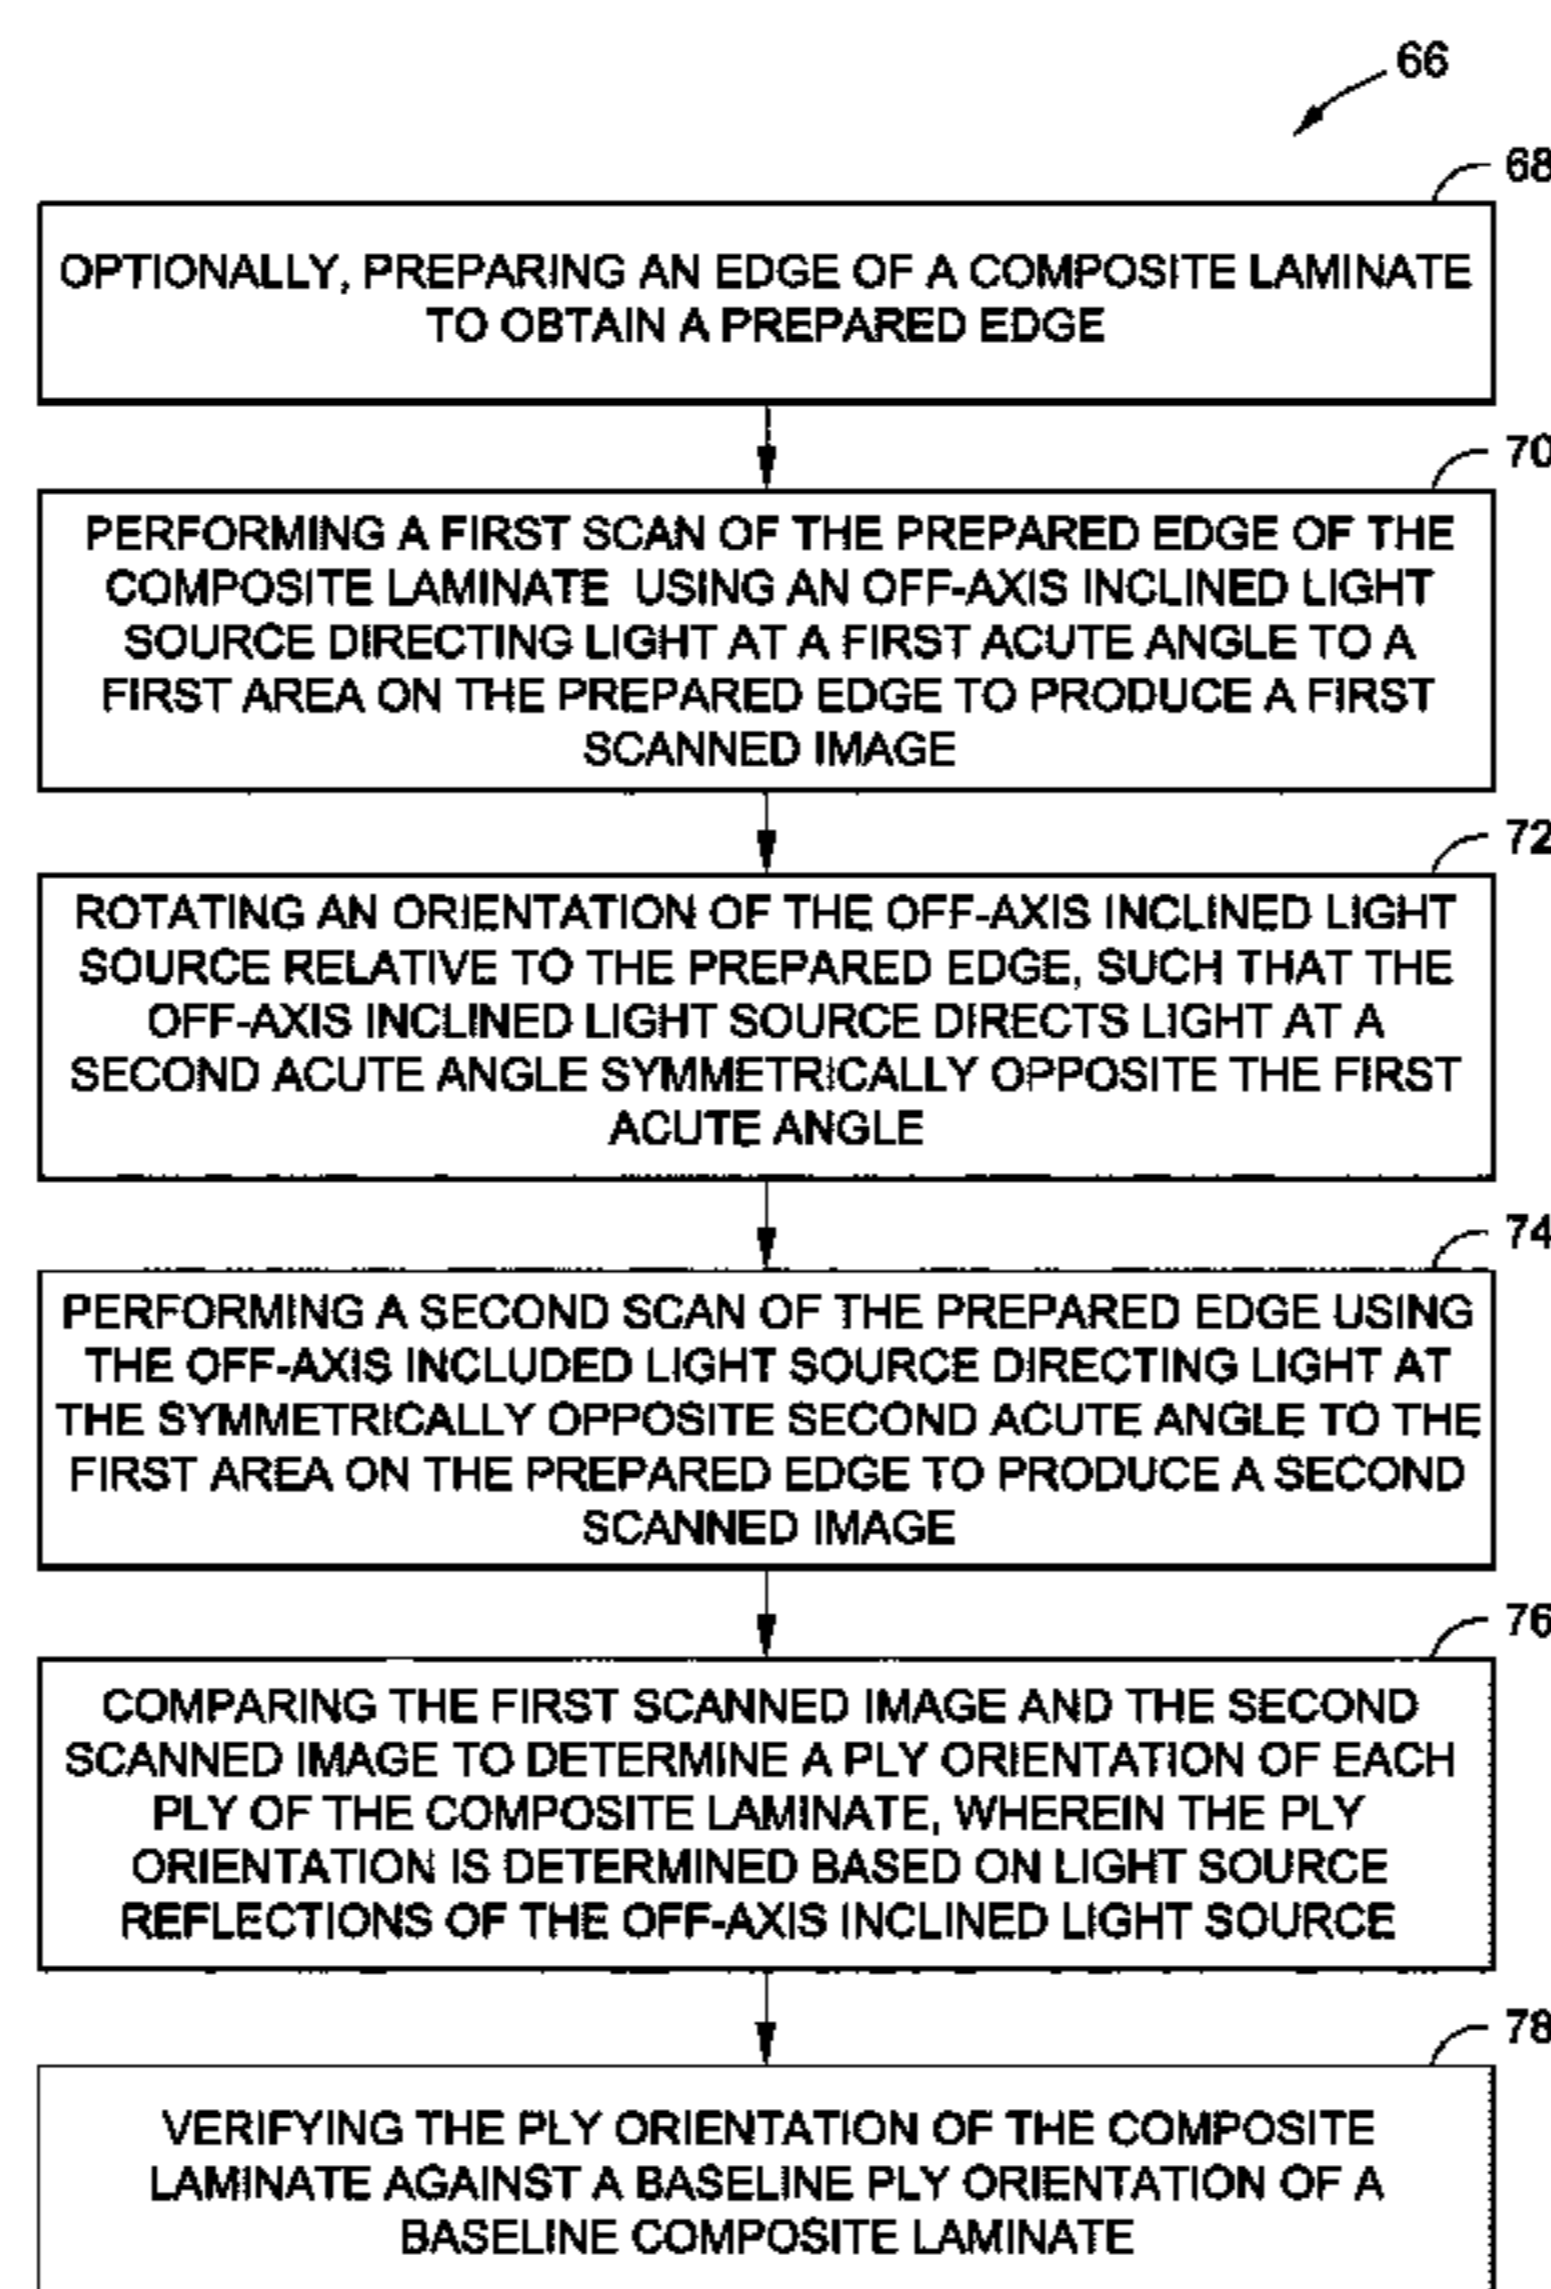 66
68
OPTIONALLY, PREPARING AN EDGE OF A COMPOSITE LAMINATE
TO OBTAIN A PREPARED EDGE
70
PERFORMING A FIRST SCAN OF THE PREPARED EDGE OF THE
COMPOSITE LAMINATE USING AN OFF-AXIS INCLINED LIGHT
SOURCE DIRECTING LIGHT AT A FIRST ACUTE ANGLE TO A
FIRST AREA ON THE PREPARED EDGE TO PRODUCE A FIRST
SCANNED IMAGE
72
ROTATING AN ORIENTATION OF THE OFF-AXIS INCLINED LIGHT
SOURCE RELATIVE TO THE PREPARED EDGE, SUCH THAT THE
OFF-AXIS INCLINED LIGHT SOURCE DIRECTS LIGHT AT A
SECOND ACUTE ANGLE SYMMETRICALLY OPPOSITE THE FIRST
ACUTE ANGLE
74
PERFORMING A SECOND SCAN OF THE PREPARED EDGE USING
THE OFF-AXIS INCLUDED LIGHT SOURCE DIRECTING LIGHT AT
THE SYMMETRICALLY OPPOSITE SECOND ACUTE ANGLE TO THE
FIRST AREA ON THE PREPARED EDGE TO PRODUCE A SECOND
SCANNED IMAGE
76
COMPARING THE FIRST SCANNED IMAGE AND THE SECOND
SCANNED IMAGE TO DETERMINE A PLY ORIENTATION OF EACH
PLY OF THE COMPOSITE LAMINATE, WHEREIN THE PLY
ORIENTATION IS DETERMINED BASED ON LIGHT SOURCE
REFLECTIONS OF THE OFF-AXIS INCLINED LIGHT SOURCE
78
VERIFYING THE PLY ORIENTATION OF THE COMPOSITE
LAMINATE AGAINST A BASELINE PLY ORIENTATION OF A
BASELINE COMPOSITE LAMINATE